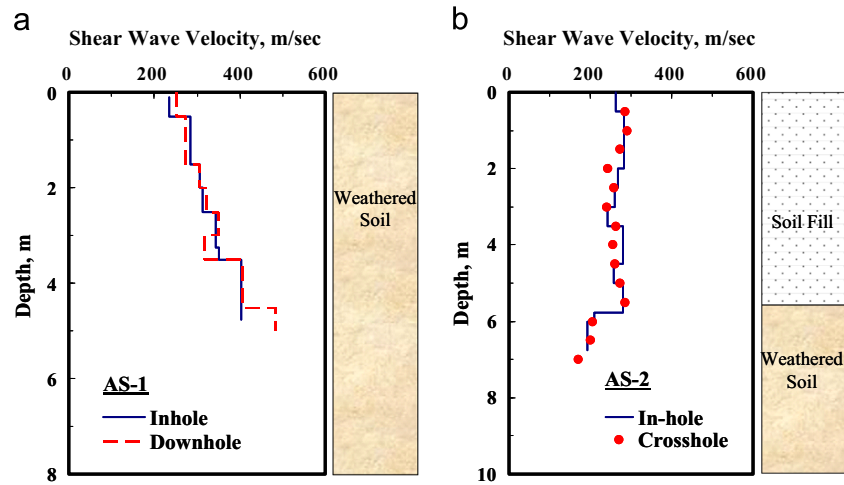 a
Shear Wave Velocity, m/sec
0 200 400 600
0
2
4
6
8
Depth, m
AS-1
Inhole
Downhole
Weathered
Soil
b
Shear Wave Velocity, m/sec
0 200 400 600
0
2
4
6
8
10
Depth, m
AS-2
In-hole
Crosshole
Soil Fill
Weathered
Soil